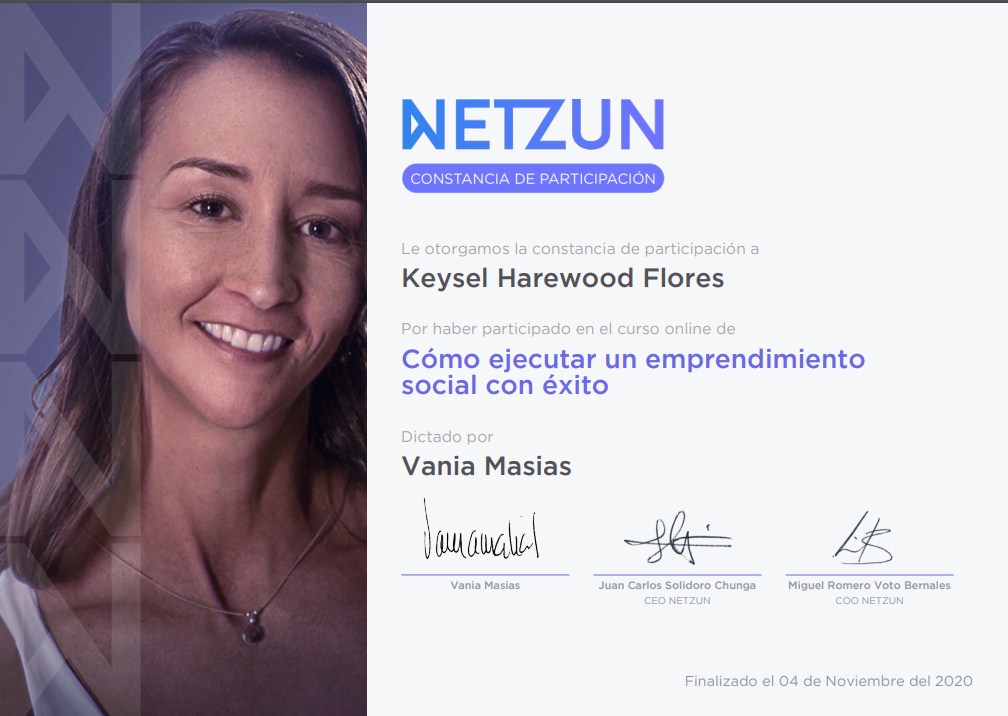 NETZUN
CONSTANCIA DE PARTICIPACIÓN
Le otorgamos la constancia de participación a
Keysel Harewood Flores
Por haber participado en el curso online de
Cómo ejecutar un emprendimiento
social con éxito
Dictado por
Vania Masias
Vania Masias
Juan Carlos Solidoro Chunga
CEO NETZUN
Miguel Romero Voto Bernales
COO NETZUN
Finalizado el 04 de Noviembre del 2020